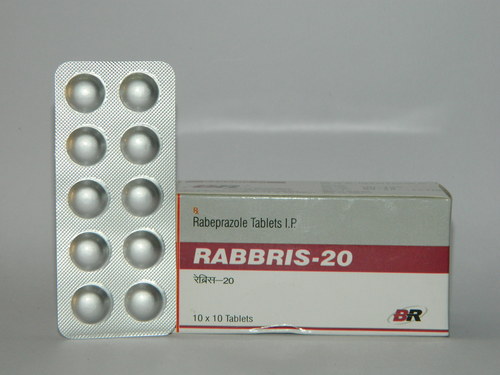 Rabeprazole Tablets I.P.
RABBRIS-20
रेब्रिस–20
10 x 10 Tablets
BR